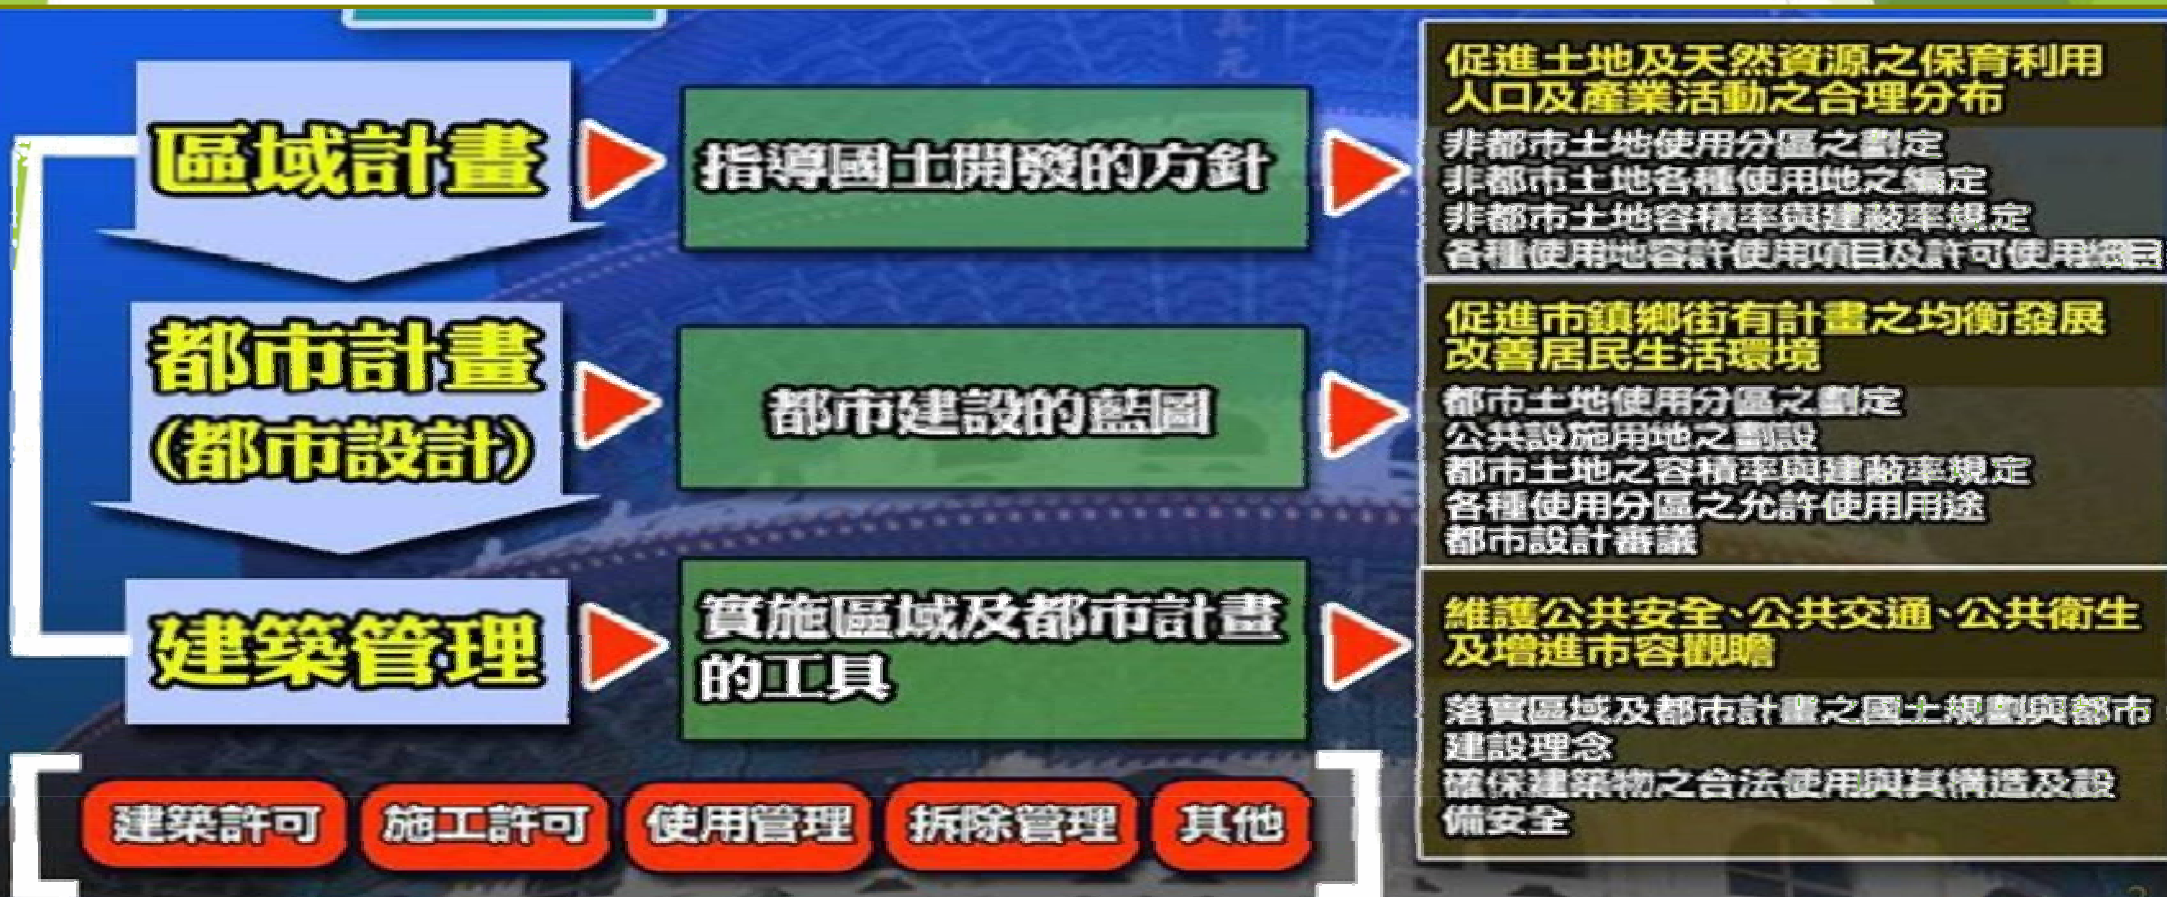 區域計畫
指導國土開發的方針
促進土地及天然資源之保育利用
人口及產業活動之合理分布
非都市土地使用分區之劃定
非都市土地各種使用地之編定
非都市土地容積率與建蔽率規定
各種使用地容許使用項目及許可使用細目
都市計畫
(都市設計)
都市建設的藍圖
促進市鎮鄉街有計畫之均衡發展
改善居民生活環境
都市土地使用分區之劃定
公共設施用地之劃設
都市土地之容積率與建蔽率規定
各種使用分區之允許使用用途
都市設計審議
建築管理
實施區域及都市計畫
的工具
維護公共安全、公共交通、公共衛生
及增進市容觀瞻
落實區域及都市計畫之國土規劃與都市
建設理念
確保建築物之合法使用與其構造及設
備安全
建築許可
施工許可
使用管理
拆除管理
其他